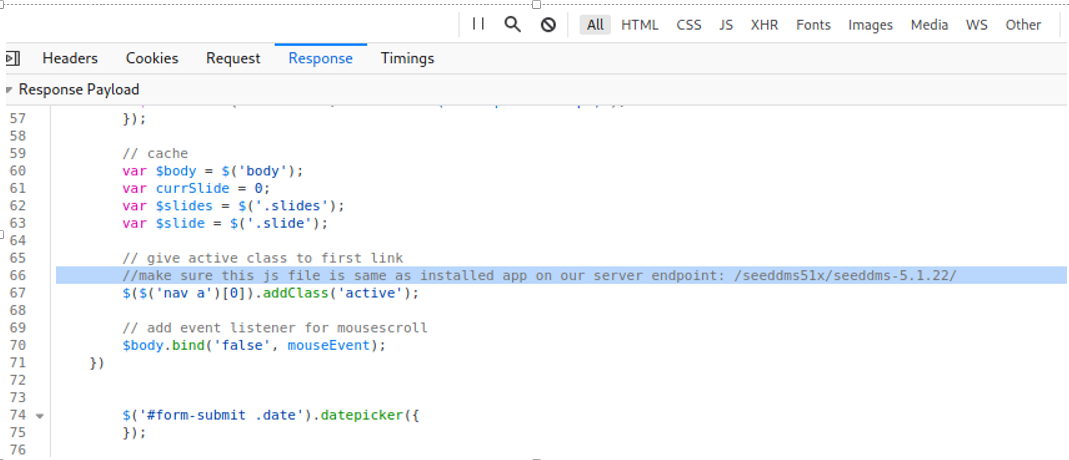 All HTML CSS JS XHR Fonts Images Media WS Other
Headers Cookies Request Response Timings
Response Payload
57 });
58
59 // cache
60 var $body = $('body');
61 var currSlide = 0;
62 var $slides = $('.slides');
63 var $slide = $('.slide');
64
65 // give active class to first link
66 //make sure this js file is same as installed app on our server endpoint: /seeddms51x/seeddms-5.1.22/
67 $($('nav a')[0]).addClass('active');
68
69 // add event listener for mousescroll
70 $body.bind('false', mouseEvent);
71 })
72
73
74 $('#form-submit .date').datepicker({
75 });
76